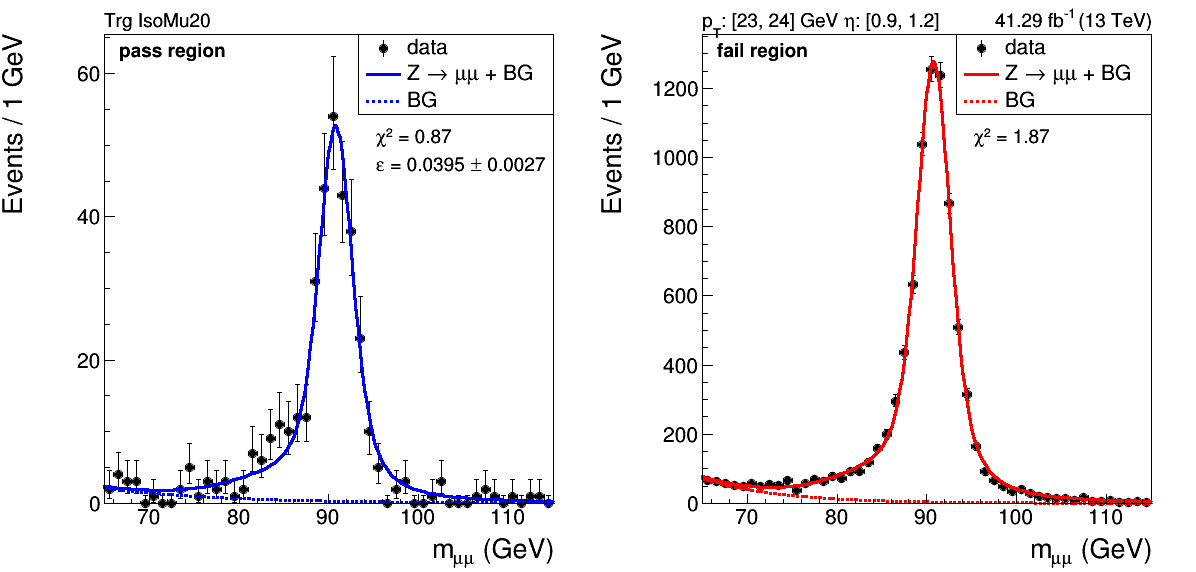 Trg IsoMu20
pass region
data
Z → μμ + BG
BG
χ² = 0.87
ε = 0.0395 ± 0.0027
Events / 1 GeV
60
40
20
0
70 80 90 100 110
m_μμ (GeV)
p_T: [23, 24] GeV η: [0.9, 1.2] 41.29 fb⁻¹ (13 TeV)
fail region
data
Z → μμ + BG
BG
χ² = 1.87
Events / 1 GeV
1200
1000
800
600
400
200
0
70 80 90 100 110
m_μμ (GeV)